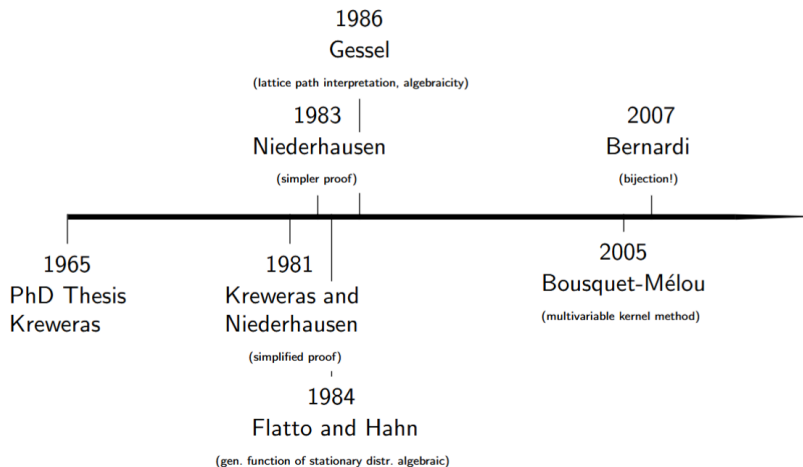 1986
Gessel
(lattice path interpretation, algebraicity)
1983
Niederhausen
(simpler proof)
2007
Bernardi
(bijection!)
1965
PhD Thesis
Kreweras
1981
Kreweras and
Niederhausen
(simplified proof)
2005
Bousquet-Mélou
(multivariable kernel method)
1984
Flatto and Hahn
(gen. function of stationary distr. algebraic)